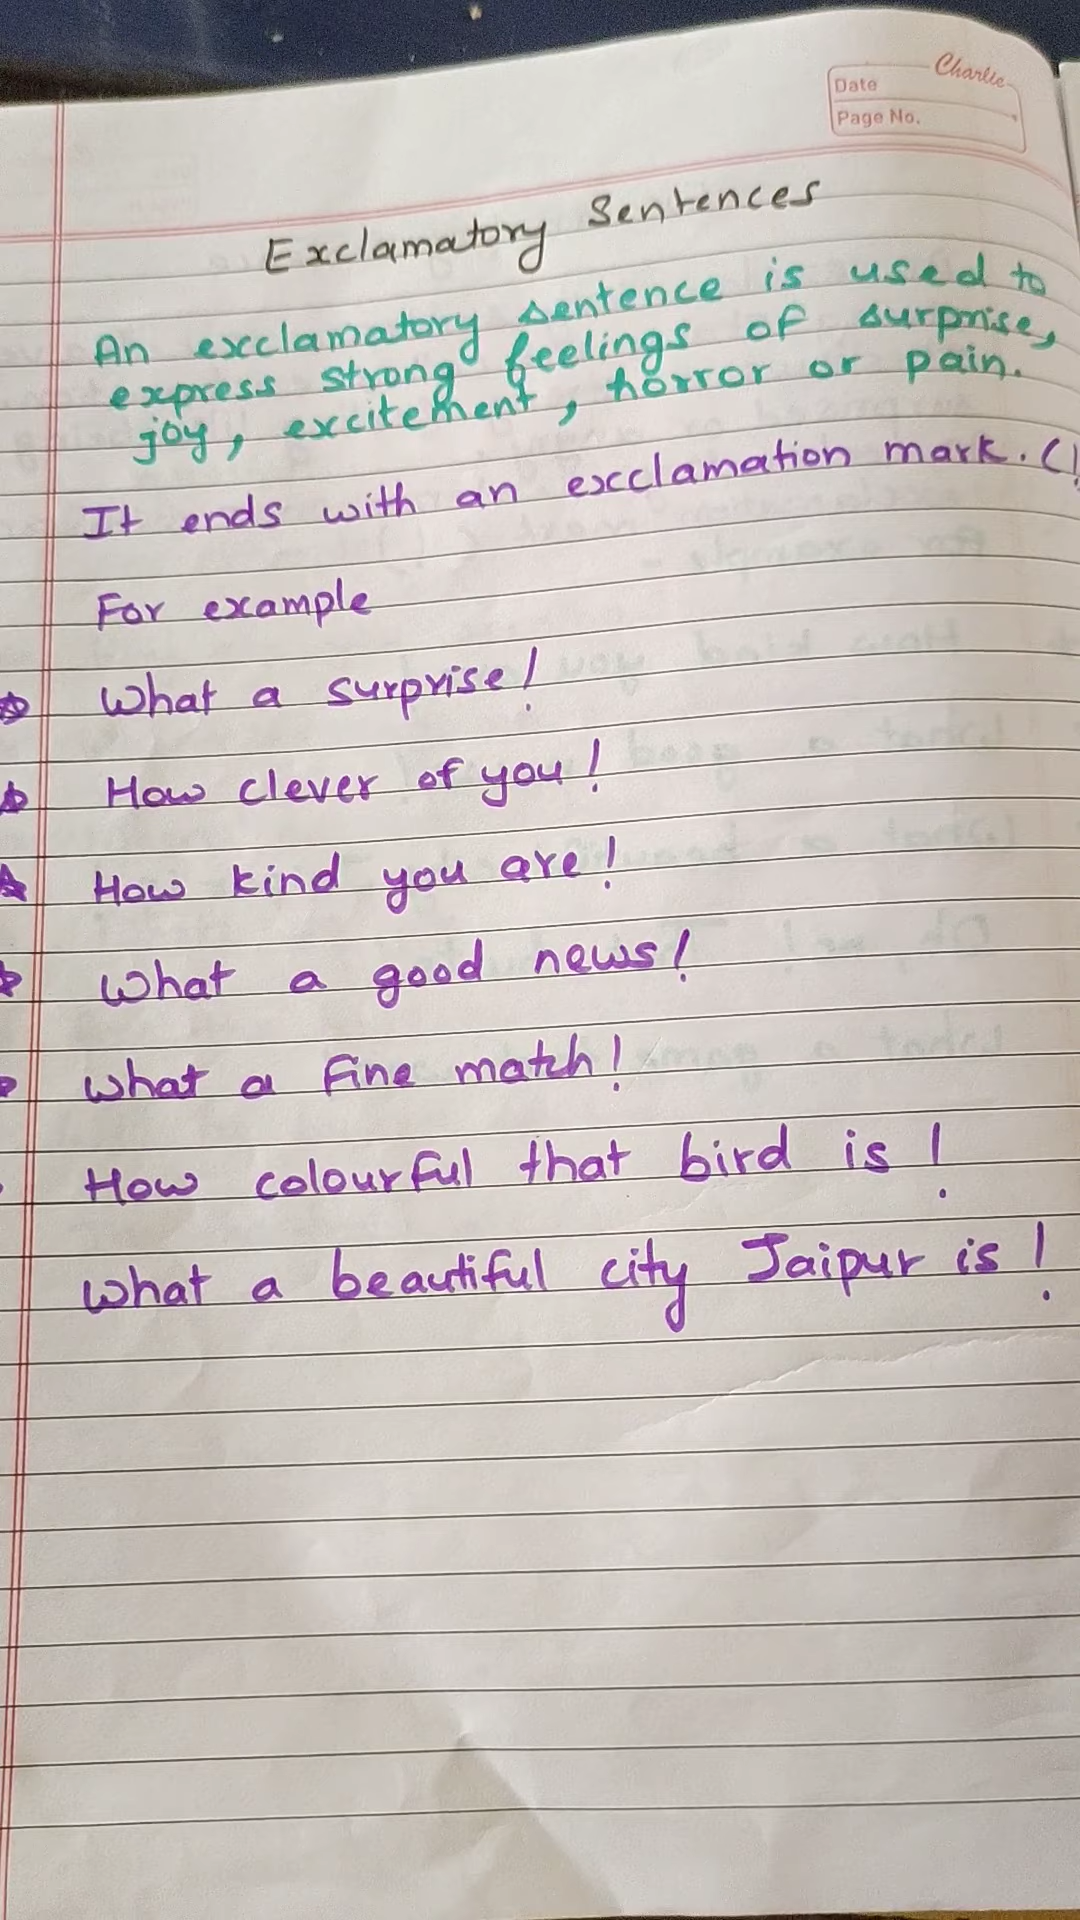 Charlie
Date
Page No.
Exclamatory Sentences
An exclamatory sentence is used to
express strong feelings of surprise,
joy, excitement, horror or pain.
It ends with an exclamation mark. (!
For example
What a surprise!
How clever of you!
How kind you are!
What a good news!
What a fine match!
How colourful that bird is !
What a beautiful city Jaipur is !